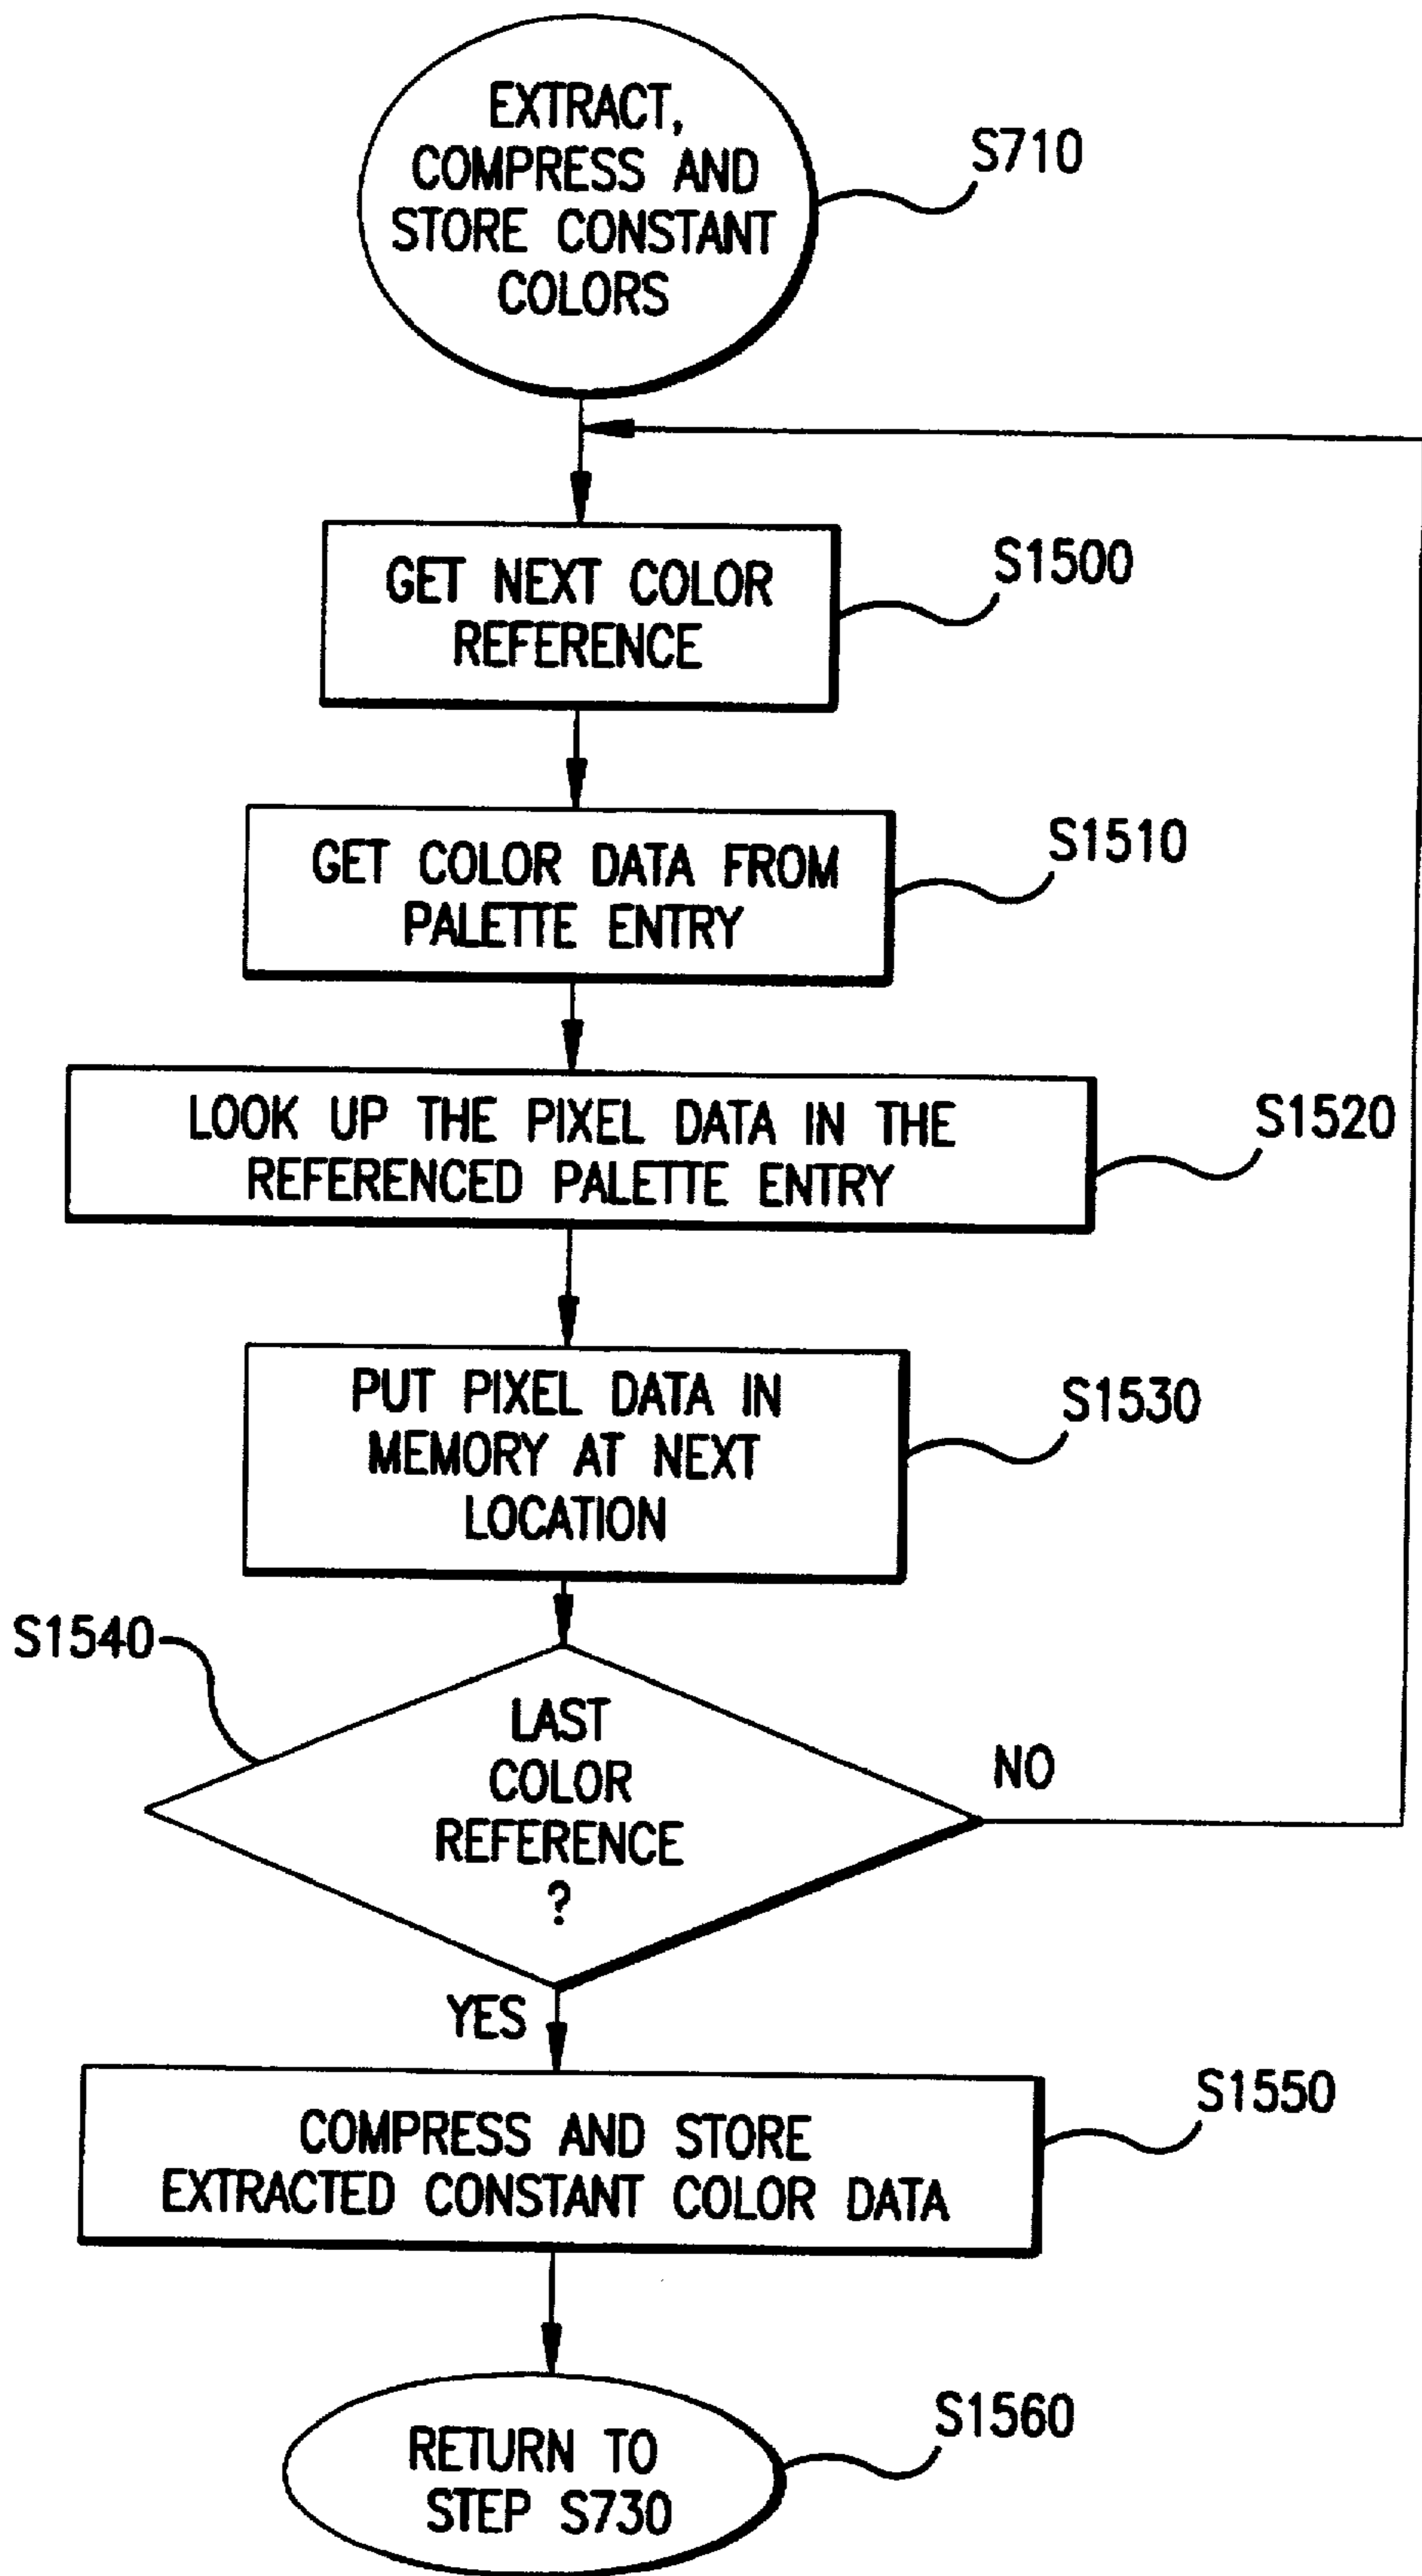 EXTRACT,
COMPRESS AND
STORE CONSTANT
COLORS
S710
GET NEXT COLOR
REFERENCE
S1500
GET COLOR DATA FROM
PALETTE ENTRY
S1510
LOOK UP THE PIXEL DATA IN THE
REFERENCED PALETTE ENTRY
S1520
PUT PIXEL DATA IN
MEMORY AT NEXT
LOCATION
S1530
S1540
LAST
COLOR
REFERENCE
?
NO
YES
COMPRESS AND STORE
EXTRACTED CONSTANT COLOR DATA
S1550
RETURN TO
STEP S730
S1560